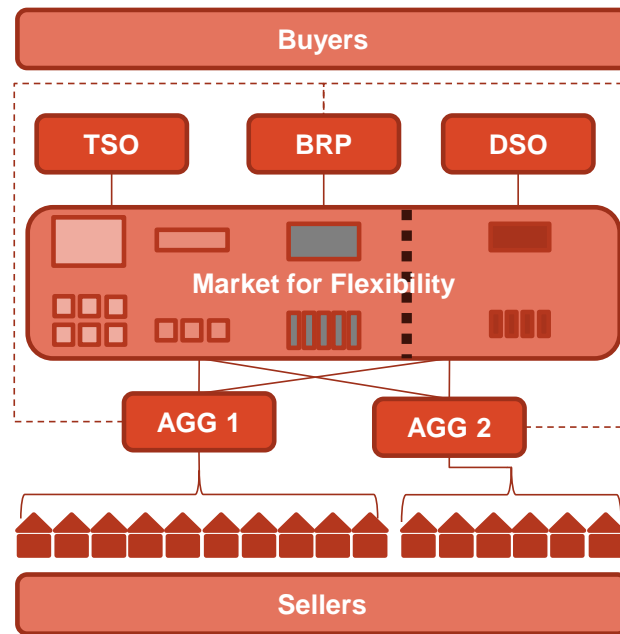 Buyers
TSO
BRP
DSO
Market for Flexibility
AGG 1
AGG 2
Sellers